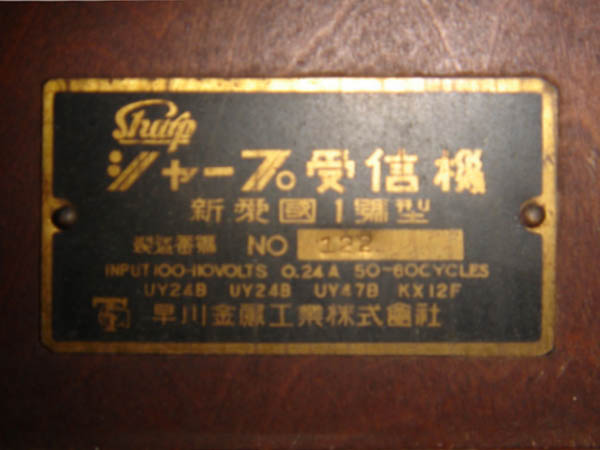 Sharp
シャープ受信機
新愛國1號型
製造番號 NO 122
INPUT 100-110VOLTS 0.24A 50-60CYCLES
UY24B UY24B UY47B KX12F
早川金屬工業株式會社